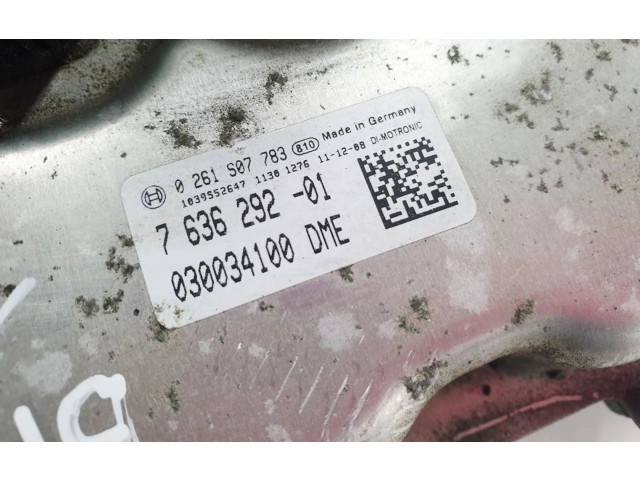 0 261 S07 783 810 Made in Germany
1039552647 1130 1276 11-12-08 DI-MOTRONIC
7 636 292 -01
030034100 DME